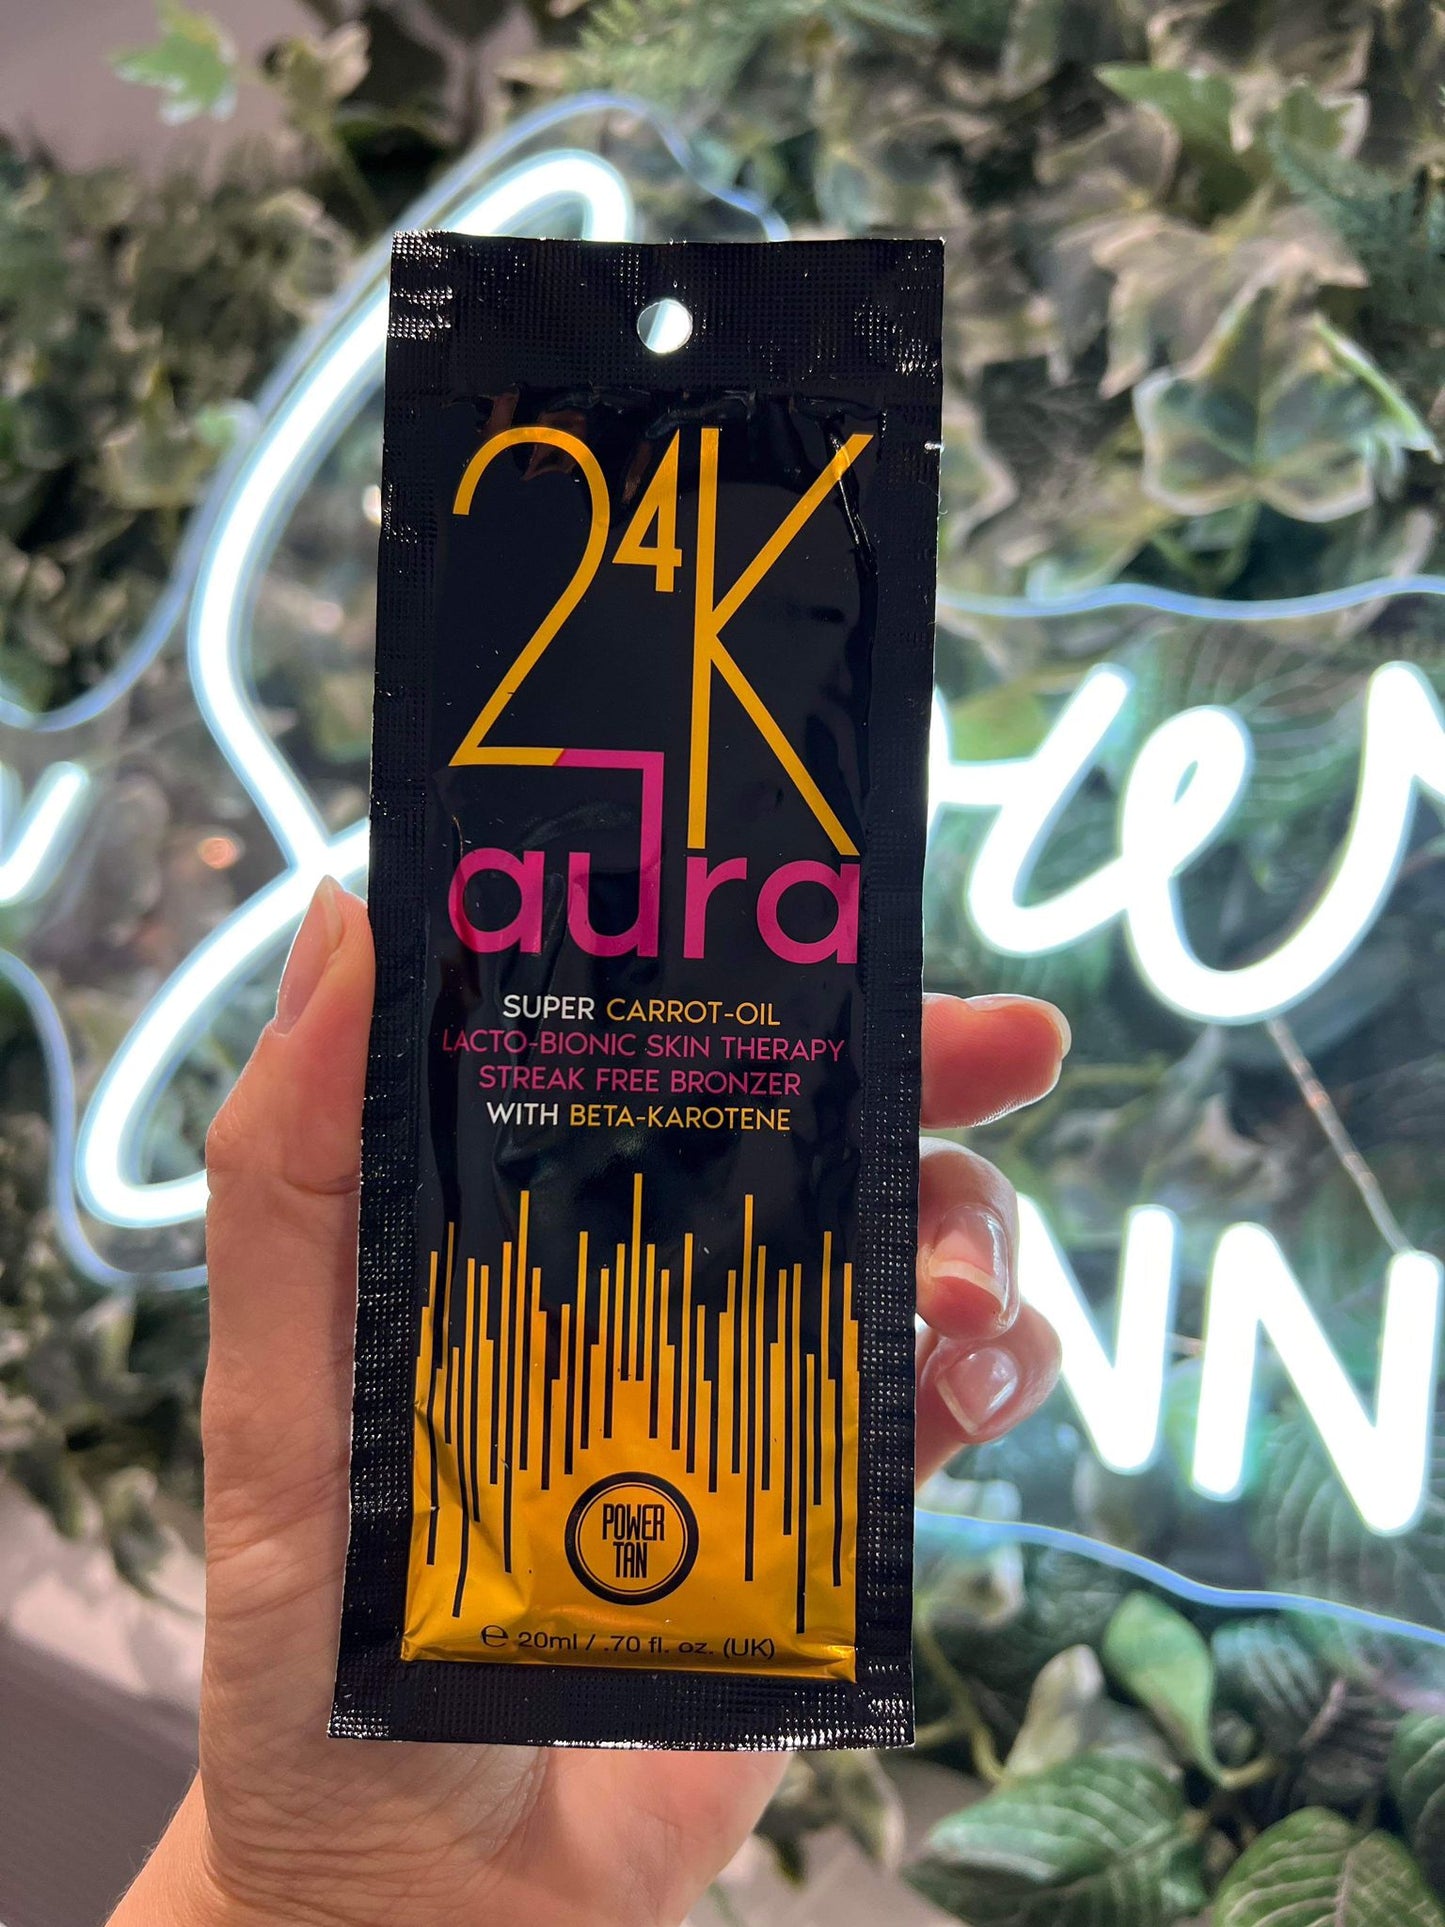 24K
aura
SUPER CARROT-OIL
LACTO-BIONIC SKIN THERAPY
STREAK FREE BRONZER
WITH BETA-KAROTENE
POWER
TAN
℮ 20ml / .70 fl. oz. (UK)